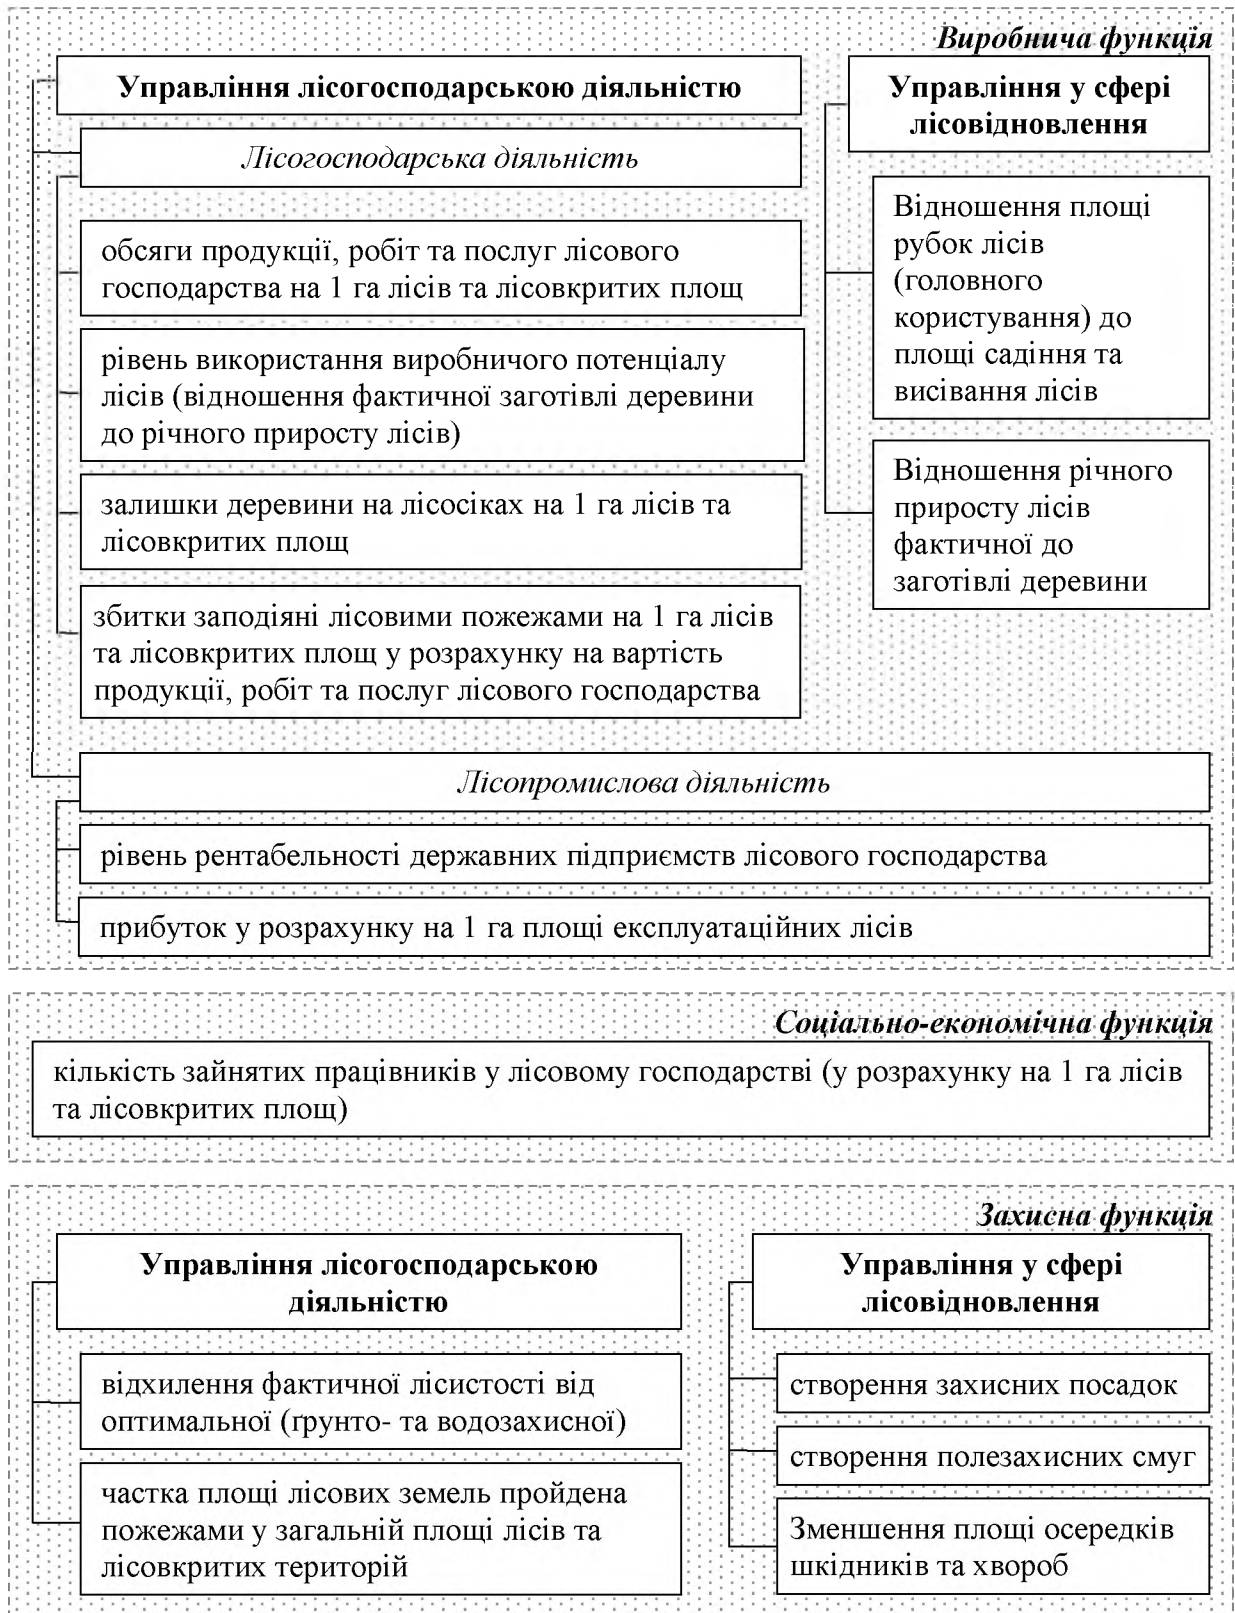 Виробнича функція
Управління лісогосподарською діяльністю
Лісогосподарська діяльність
обсяги продукції, робіт та послуг лісового
господарства на 1 га лісів та лісовкритих площ
рівень використання виробничого потенціалу
лісів (відношення фактичної заготівлі деревини
до річного приросту лісів)
залишки деревини на лісосіках на 1 га лісів та
лісовкритих площ
збитки заподіяні лісовими пожежами на 1 га лісів
та лісовкритих площ у розрахунку на вартість
продукції, робіт та послуг лісового господарства
Управління у сфері
лісовідновлення
Відношення площі
рубок лісів
(головного
користування) до
площі садіння та
висівання лісів
Відношення річного
приросту лісів
фактичної до
заготівлі деревини
Лісопромислова діяльність
рівень рентабельності державних підприємств лісового господарства
прибуток у розрахунку на 1 га площі експлуатаційних лісів
Соціально-економічна функція
кількість зайнятих працівників у лісовому господарстві (у розрахунку на 1 га лісів
та лісовкритих площ)
Захисна функція
Управління лісогосподарською
діяльністю
відхилення фактичної лісистості від
оптимальної (ґрунто- та водозахисної)
частка площі лісових земель пройдена
пожежами у загальній площі лісів та
лісовкритих територій
Управління у сфері
лісовідновлення
створення захисних посадок
створення полезахисних смуг
Зменшення площі осередків
шкідників та хвороб